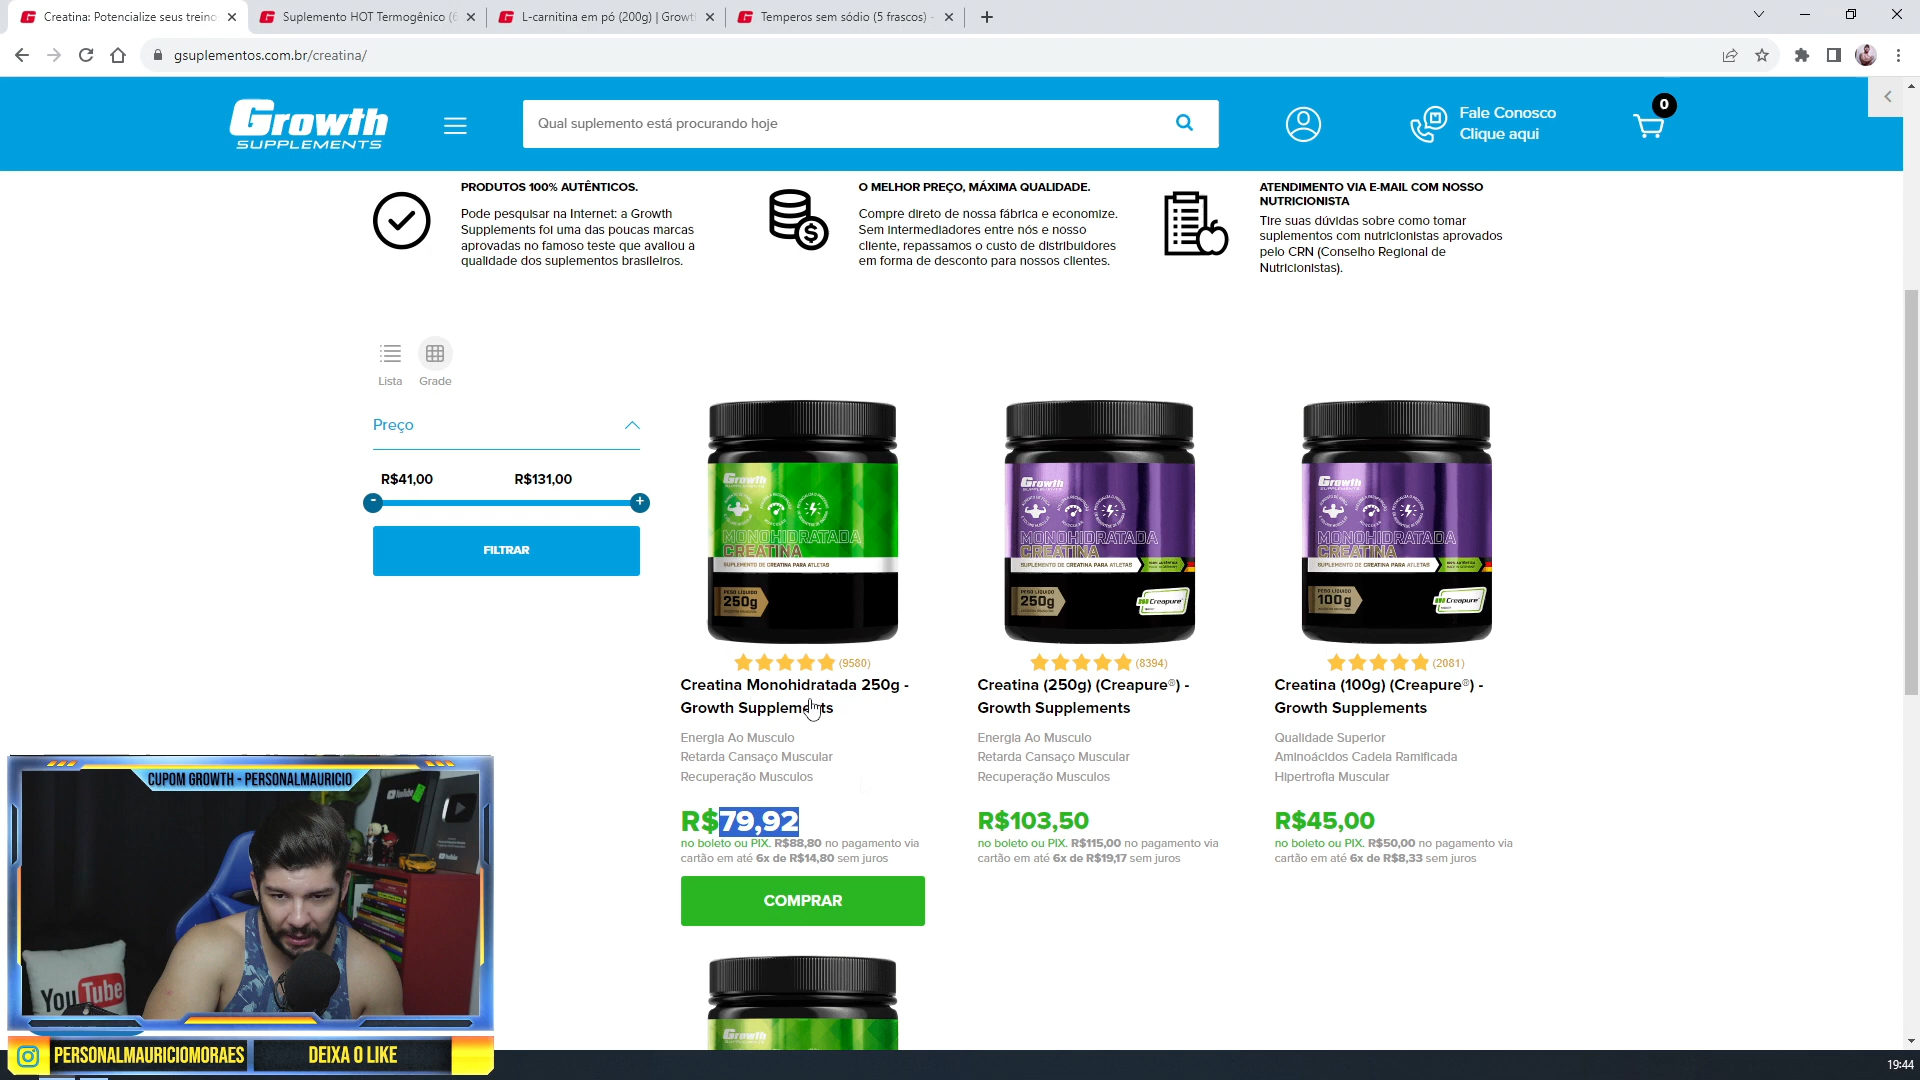 Creatina: Potencialize seus treino
Suplemento HOT Termogênico (6
L-carnitina em pó (200g) | Growt
Temperos sem sódio (5 frascos) -
gsuplementos.com.br/creatina/
Growth
SUPPLEMENTS
Qual suplemento está procurando hoje
Fale Conosco
Clique aqui
0
PRODUTOS 100% AUTÊNTICOS.
Pode pesquisar na Internet: a Growth
Supplements foi uma das poucas marcas
aprovadas no famoso teste que avaliou a
qualidade dos suplementos brasileiros.
O MELHOR PREÇO, MÁXIMA QUALIDADE.
Compre direto de nossa fábrica e economize.
Sem intermediadores entre nós e nosso
cliente, repassamos o custo de distribuidores
em forma de desconto para nossos clientes.
ATENDIMENTO VIA E-MAIL COM NOSSO
NUTRICIONISTA
Tire suas dúvidas sobre como tomar
suplementos com nutricionistas aprovados
pelo CRN (Conselho Regional de
Nutricionistas).
Lista
Grade
Preço
R$41,00
R$131,00
FILTRAR
Growth
MONOHIDRATADA
CREATINA
SUPLEMENTO DE CREATINA PARA ATLETAS
PESO LÍQUIDO
250g
Growth
MONOHIDRATADA
CREATINA
SUPLEMENTO DE CREATINA PARA ATLETAS
PESO LÍQUIDO
250g
Creapure
Growth
MONOHIDRATADA
CREATINA
SUPLEMENTO DE CREATINA PARA ATLETAS
PESO LÍQUIDO
100g
Creapure
(9580)
Creatina Monohidratada 250g -
Growth Supplements
Energia Ao Musculo
Retarda Cansaço Muscular
Recuperação Musculos
R$79,92
no boleto ou PIX. R$88,80 no pagamento via
cartão em até 6x de R$14,80 sem juros
COMPRAR
(8394)
Creatina (250g) (Creapure®) -
Growth Supplements
Energia Ao Musculo
Retarda Cansaço Muscular
Recuperação Musculos
R$103,50
no boleto ou PIX. R$115,00 no pagamento via
cartão em até 6x de R$19,17 sem juros
(2081)
Creatina (100g) (Creapure®) -
Growth Supplements
Qualidade Superior
Aminoácidos Cadeia Ramificada
Hipertrofia Muscular
R$45,00
no boleto ou PIX. R$50,00 no pagamento via
cartão em até 6x de R$8,33 sem juros
Growth
CUPOM GROWTH - PERSONALMAURICIO
YouTube
YouTube
PERSONALMAURICIOMORAES
DEIXA O LIKE
19:44